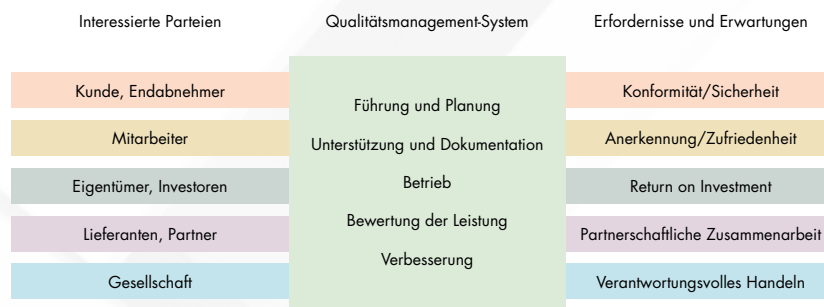 Interessierte Parteien
Qualitätsmanagement-System
Erfordernisse und Erwartungen
Kunde, Endabnehmer
Mitarbeiter
Eigentümer, Investoren
Lieferanten, Partner
Gesellschaft
Führung und Planung
Unterstützung und Dokumentation
Betrieb
Bewertung der Leistung
Verbesserung
Konformität/Sicherheit
Anerkennung/Zufriedenheit
Return on Investment
Partnerschaftliche Zusammenarbeit
Verantwortungsvolles Handeln